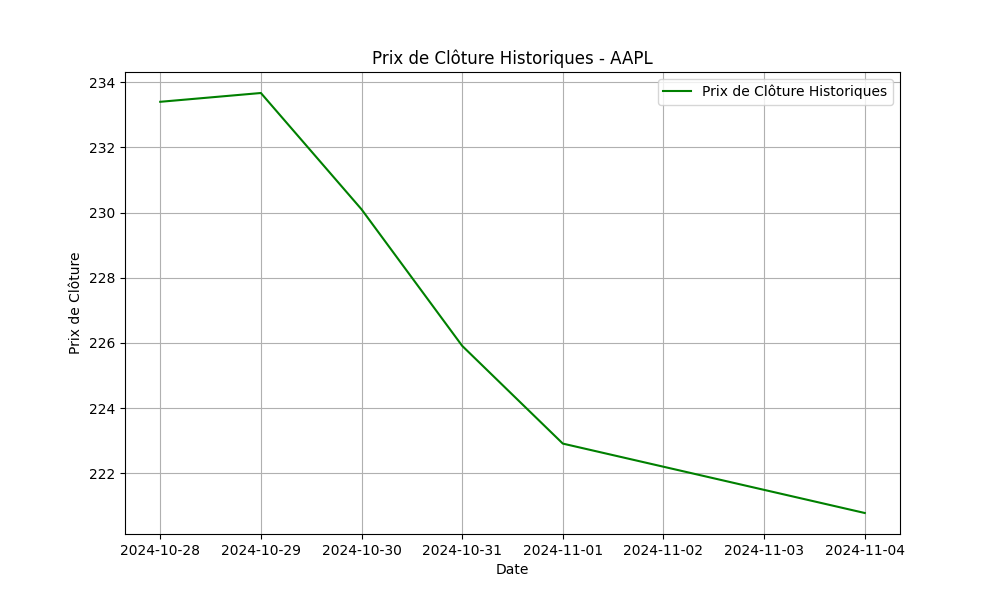 Prix de Clôture Historiques - AAPL
Prix de Clôture Historiques
234
232
230
228
226
224
222
Prix de Clôture
2024-10-28 2024-10-29 2024-10-30 2024-10-31 2024-11-01 2024-11-02 2024-11-03 2024-11-04
Date